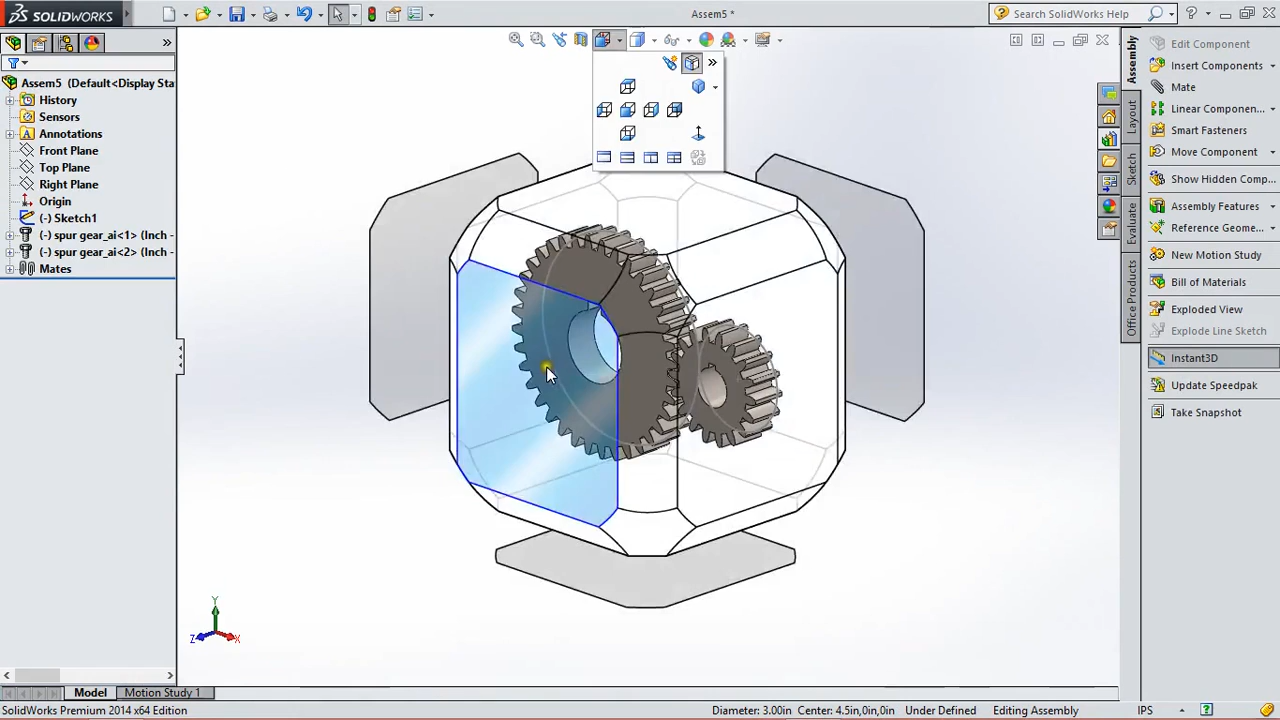 SOLIDWORKS
Assem5 *
Search SolidWorks Help
Assem5 (Default<Display Sta
History
Sensors
Annotations
Front Plane
Top Plane
Right Plane
Origin
(-) Sketch1
(-) spur gear_ai<1> (Inch -
(-) spur gear_ai<2> (Inch -
Mates
Y
Z
X
Assembly
Layout
Sketch
Evaluate
Office Products
Edit Component
Insert Components
Mate
Linear Component...
Smart Fasteners
Move Component
Show Hidden Comp...
Assembly Features
Reference Geome...
New Motion Study
Bill of Materials
Exploded View
Explode Line Sketch
Instant3D
Update Speedpak
Take Snapshot
Model
Motion Study 1
SolidWorks Premium 2014 x64 Edition
Diameter: 3.00in Center: 4.5in,0in,0in Under Defined Editing Assembly IPS